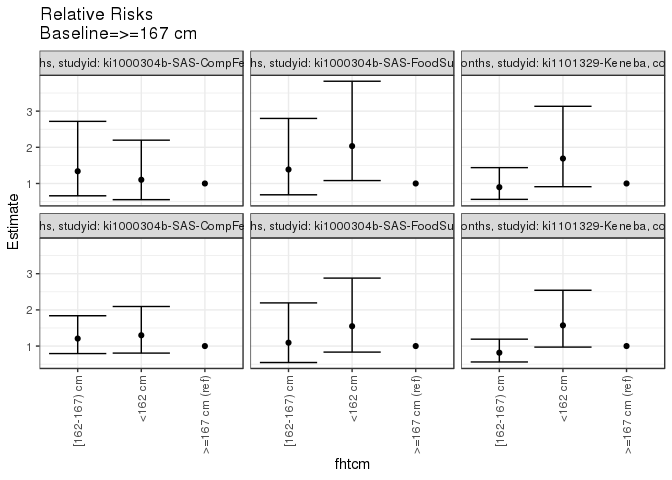 Relative Risks
Baseline=>=167 cm
hs, studyid: ki1000304b-SAS-CompFe
hs, studyid: ki1000304b-SAS-FoodSu
onths, studyid: ki1101329-Keneba, co
3
2
1
hs, studyid: ki1000304b-SAS-CompFe
hs, studyid: ki1000304b-SAS-FoodSu
onths, studyid: ki1101329-Keneba, co
3
2
1
Estimate
[162-167) cm
<162 cm
>=167 cm (ref)
[162-167) cm
<162 cm
>=167 cm (ref)
[162-167) cm
<162 cm
>=167 cm (ref)
fhtcm